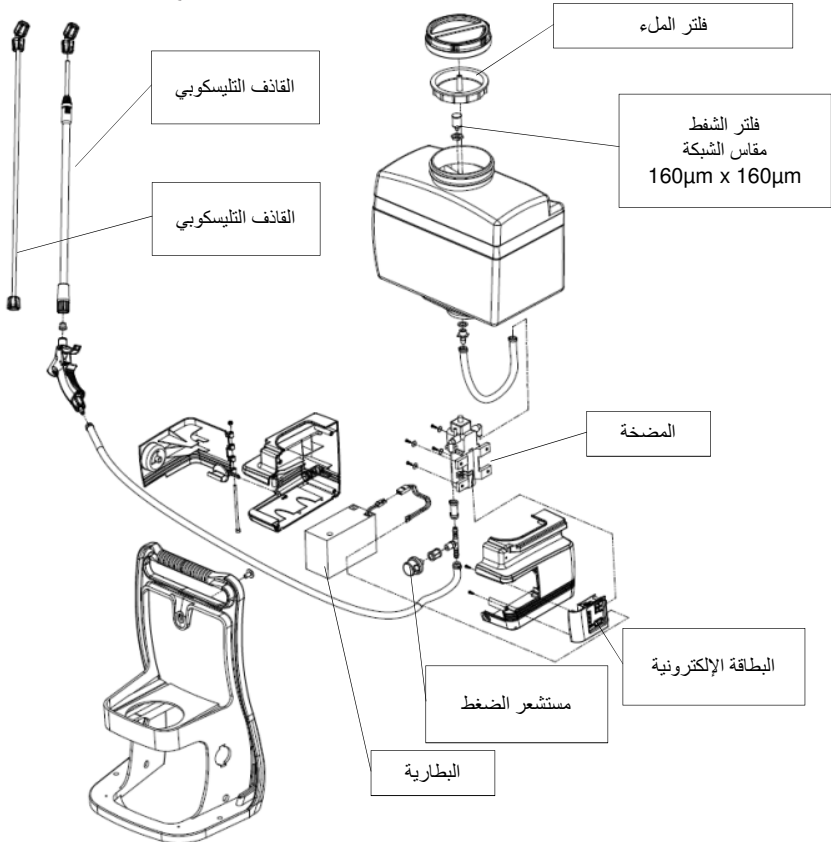 فلتر الملء
القاذف التليسكوبي
فلتر الشفط
مقاس الشبكة
160µm x 160µm
القاذف التليسكوبي
المضخة
البطاقة الإلكترونية
مستشعر الضغط
البطارية